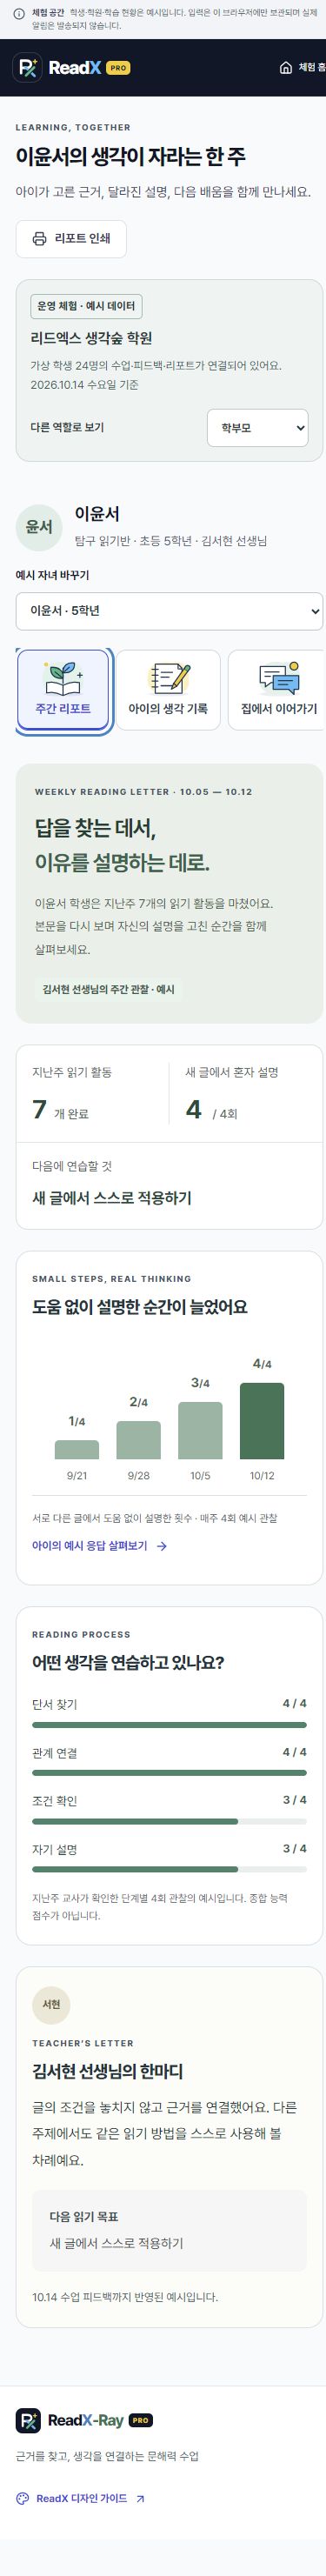 체험 공간 학생·학원·학습 현황은 예시입니다. 입력은 이 브라우저에만 보관되며 실제
알림은 발송되지 않습니다.
ReadX PRO
체험 홈
LEARNING, TOGETHER
이윤서의 생각이 자라는 한 주
아이가 고른 근거, 달라진 설명, 다음 배움을 함께 만나세요.
리포트 인쇄
운영 체험 · 예시 데이터
리드엑스 생각숲 학원
가상 학생 24명의 수업·피드백·리포트가 연결되어 있어요.
2026.10.14 수요일 기준
다른 역할로 보기
학부모
윤서
이윤서
탐구 읽기반 · 초등 5학년 · 김서현 선생님
예시 자녀 바꾸기
이윤서 · 5학년
주간 리포트
아이의 생각 기록
집에서 이어가기
WEEKLY READING LETTER · 10.05 — 10.12
답을 찾는 데서,
이유를 설명하는 데로.
이윤서 학생은 지난주 7개의 읽기 활동을 마쳤어요.
본문을 다시 보며 자신의 설명을 고친 순간을 함께
살펴보세요.
김서현 선생님의 주간 관찰 · 예시
지난주 읽기 활동
7 개 완료
새 글에서 혼자 설명
4 / 4회
다음에 연습할 것
새 글에서 스스로 적용하기
SMALL STEPS, REAL THINKING
도움 없이 설명한 순간이 늘었어요
1/4
2/4
3/4
4/4
9/21
9/28
10/5
10/12
서로 다른 글에서 도움 없이 설명한 횟수 · 매주 4회 예시 관찰
아이의 예시 응답 살펴보기
READING PROCESS
어떤 생각을 연습하고 있나요?
단서 찾기 4 / 4
관계 연결 4 / 4
조건 확인 3 / 4
자기 설명 3 / 4
지난주 교사가 확인한 단계별 4회 관찰의 예시입니다. 종합 능력
점수가 아닙니다.
서현
TEACHER'S LETTER
김서현 선생님의 한마디
글의 조건을 놓치지 않고 근거를 연결했어요. 다른
주제에서도 같은 읽기 방법을 스스로 사용해 볼
차례예요.
다음 읽기 목표
새 글에서 스스로 적용하기
10.14 수업 피드백까지 반영된 예시입니다.
ReadX-Ray PRO
근거를 찾고, 생각을 연결하는 문해력 수업
ReadX 디자인 가이드